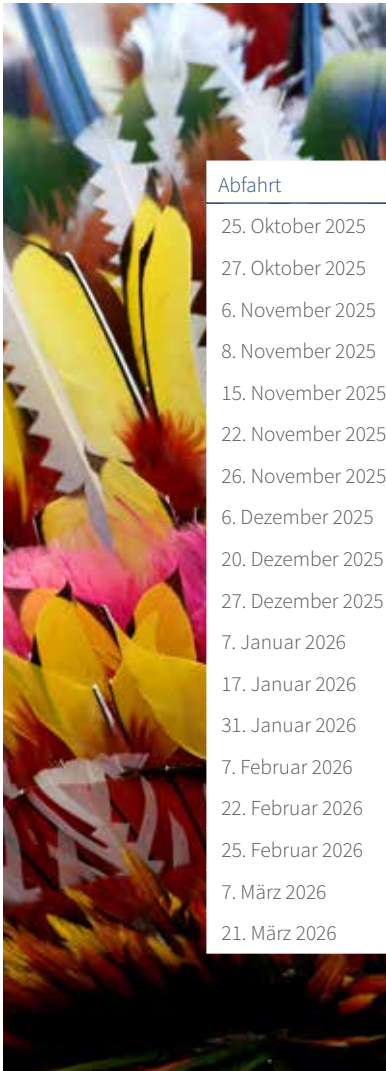 Abfahrt
25. Oktober 2025
27. Oktober 2025
6. November 2025
8. November 2025
15. November 2025
22. November 2025
26. November 2025
6. Dezember 2025
20. Dezember 2025
27. Dezember 2025
7. Januar 2026
17. Januar 2026
31. Januar 2026
7. Februar 2026
22. Februar 2026
25. Februar 2026
7. März 2026
21. März 2026